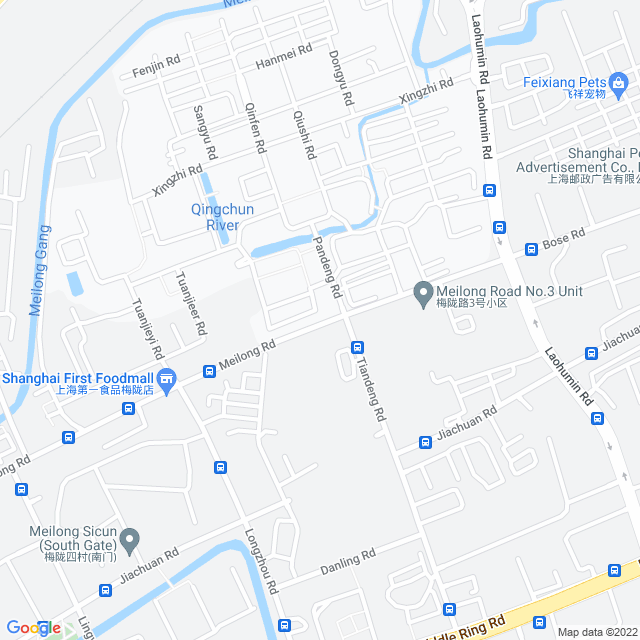 Mei
Fenjin Rd
Hanmei Rd
Dongyu Rd
Laohumin Rd
Laohumin Rd
Xingzhi Rd
Feixiang Pets
飞祥宠物
Sangyu Rd
Qinfen Rd
Qiushi Rd
Shanghai Po
Advertisement Co.,
上海邮政广告有限公
Xingzhi Rd
Qingchun
River
Meilong Gang
Pandeng Rd
Bose Rd
Tuanjieer Rd
Tuanjieyi Rd
Meilong Road No.3 Unit
梅陇路3号小区
Meilong Rd
Jiachuan
Laohumin Rd
Shanghai First Foodmall
上海第一食品梅陇店
Tiandeng Rd
Jiachuan Rd
ong Rd
Meilong Sicun
(South Gate)
梅陇四村(南门)
Longzhou Rd
Danling Rd
Jiachuan Rd
Ling
Google
ddle Ring Rd
Map data ©2022